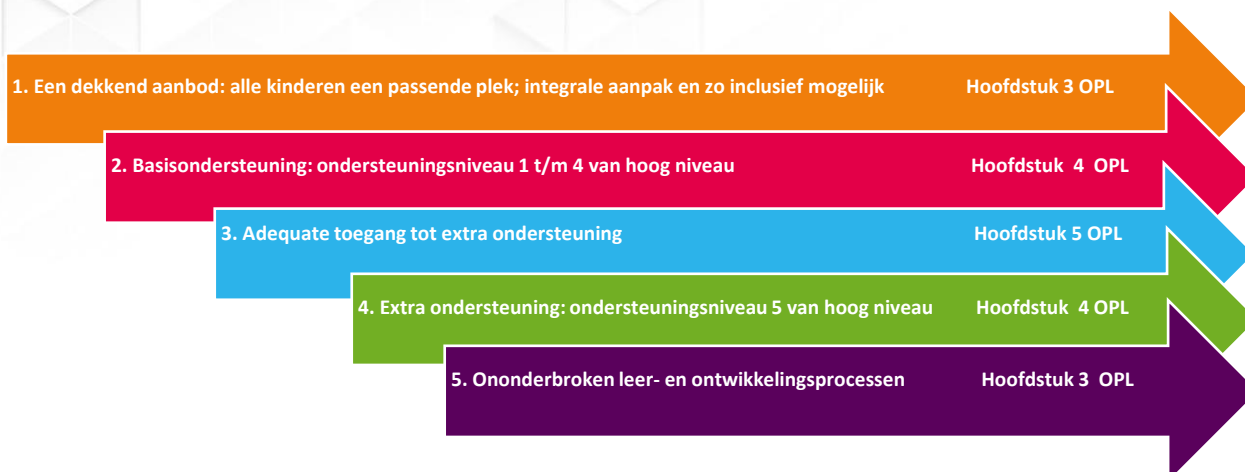 1. Een dekkend aanbod: alle kinderen een passende plek; integrale aanpak en zo inclusief mogelijk Hoofdstuk 3 OPL
2. Basisondersteuning: ondersteuningsniveau 1 t/m 4 van hoog niveau Hoofdstuk 4 OPL
3. Adequate toegang tot extra ondersteuning Hoofdstuk 5 OPL
4. Extra ondersteuning: ondersteuningsniveau 5 van hoog niveau Hoofdstuk 4 OPL
5. Ononderbroken leer- en ontwikkelingsprocessen Hoofdstuk 3 OPL